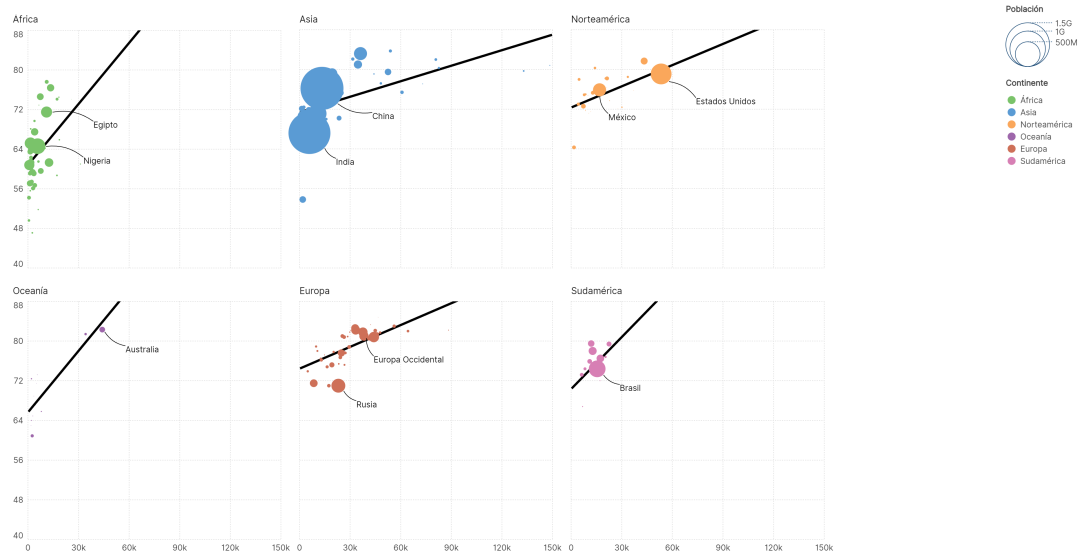 África
Asia
Norteamérica
88
80
72
64
56
48
40
Egipto
Nigeria
China
India
México
Estados Unidos
Oceanía
Europa
Sudamérica
88
80
72
64
56
48
40
Australia
Europa Occidental
Rusia
Brasil
0
30k
60k
90k
120k
150k
0
30k
60k
90k
120k
150k
0
30k
60k
90k
120k
150k
Población
1.5G
1G
500M
Continente
África
Asia
Norteamérica
Oceanía
Europa
Sudamérica